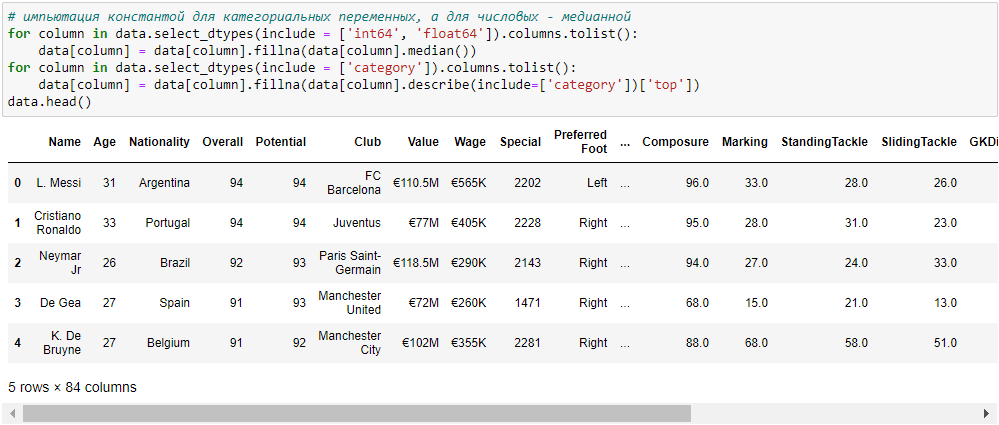 # импьютация константой для категориальных переменных, а для числовых - медианной
for column in data.select_dtypes(include = ['int64', 'float64']).columns.tolist():
    data[column] = data[column].fillna(data[column].median())
for column in data.select_dtypes(include = ['category']).columns.tolist():
    data[column] = data[column].fillna(data[column].describe(include=['category'])['top'])
data.head()
Name Age Nationality Overall Potential Club Value Wage Special Preferred Foot ... Composure Marking StandingTackle SlidingTackle GKDi
0 L. Messi 31 Argentina 94 94 FC Barcelona €110.5M €565K 2202 Left ... 96.0 33.0 28.0 26.0
1 Cristiano Ronaldo 33 Portugal 94 94 Juventus €77M €405K 2228 Right ... 95.0 28.0 31.0 23.0
2 Neymar Jr 26 Brazil 92 93 Paris Saint-Germain €118.5M €290K 2143 Right ... 94.0 27.0 24.0 33.0
3 De Gea 27 Spain 91 93 Manchester United €72M €260K 1471 Right ... 68.0 15.0 21.0 13.0
4 K. De Bruyne 27 Belgium 91 92 Manchester City €102M €355K 2281 Right ... 88.0 68.0 58.0 51.0
5 rows × 84 columns